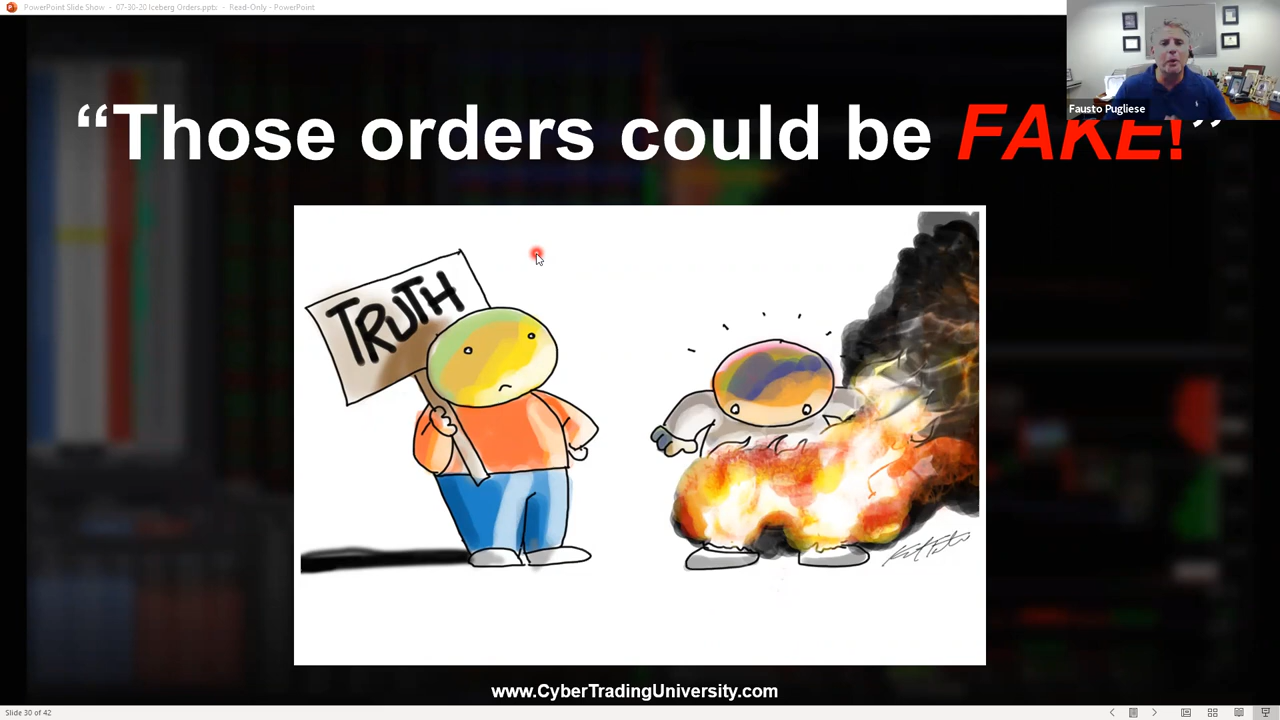 PowerPoint Slide Show - 07-30-20 Iceberg Orders.pptx - Read-Only - PowerPoint
Fausto Pugliese
“Those orders could be FAKE!”
TRUTH
www.CyberTradingUniversity.com
Slide 30 of 42